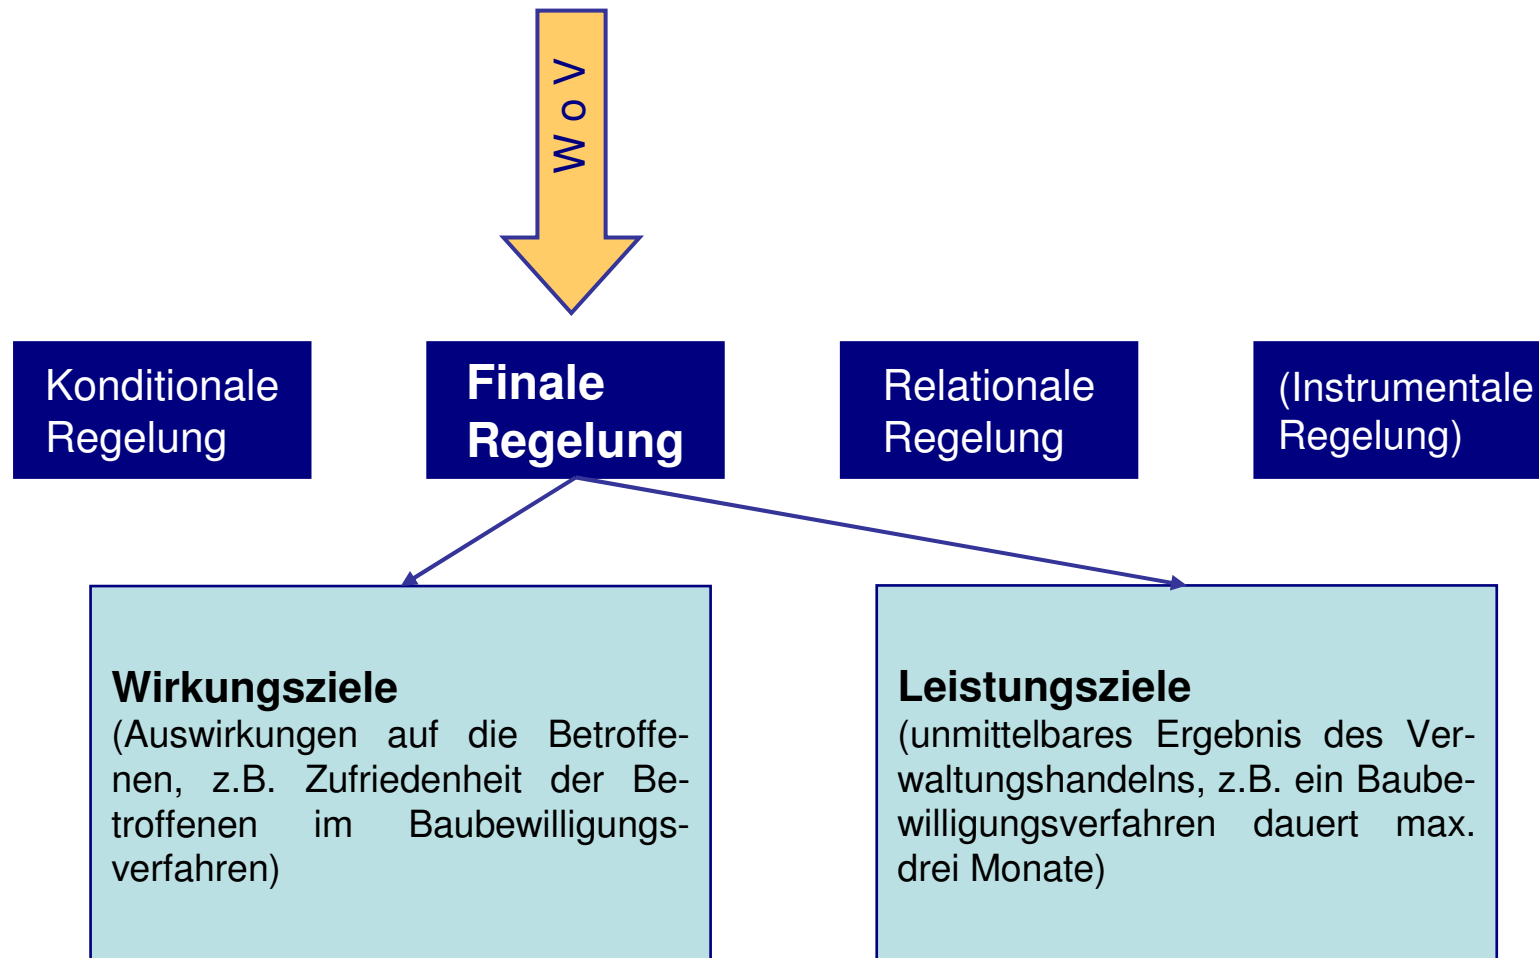 W o V
Konditionale
Regelung
Finale
Regelung
Relationale
Regelung
(Instrumentale
Regelung)
Wirkungsziele
(Auswirkungen auf die Betroffe-
nen, z.B. Zufriedenheit der Be-
troffenen im Baubewilligungs-
verfahren)
Leistungsziele
(unmittelbares Ergebnis des Ver-
waltungshandelns, z.B. ein Baube-
willigungsverfahren dauert max.
drei Monate)